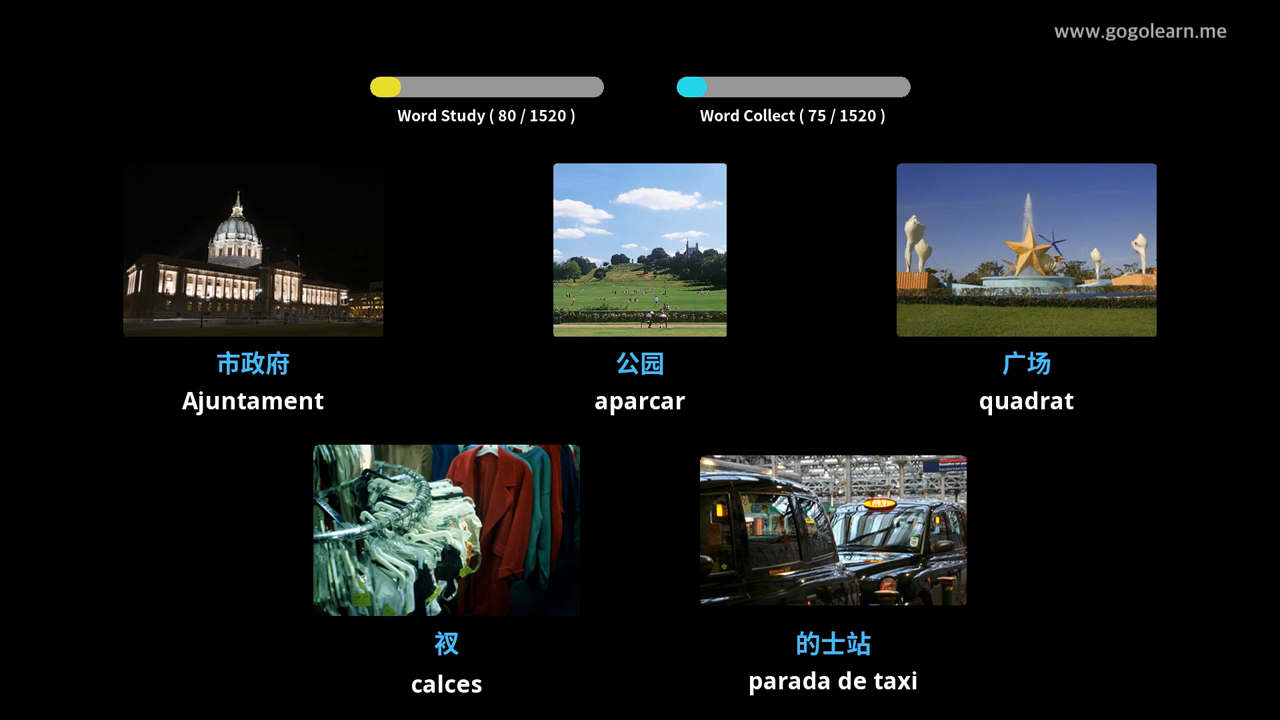 www.gogolearn.me
Word Study ( 80 / 1520 )
Word Collect ( 75 / 1520 )
市政府
公园
广场
Ajuntament
aparcar
quadrat
TAXI
衩
的士站
calces
parada de taxi